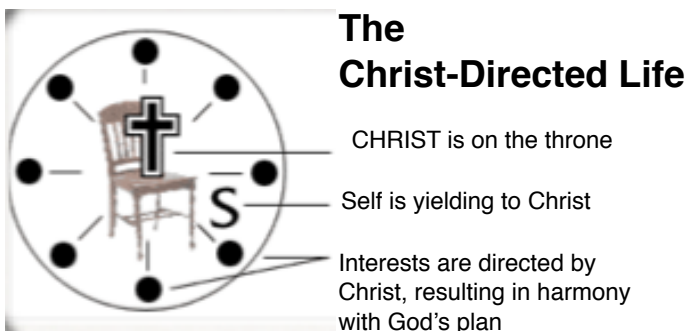 The
Christ-Directed Life
CHRIST is on the throne
S
Self is yielding to Christ
Interests are directed by
Christ, resulting in harmony
with God's plan